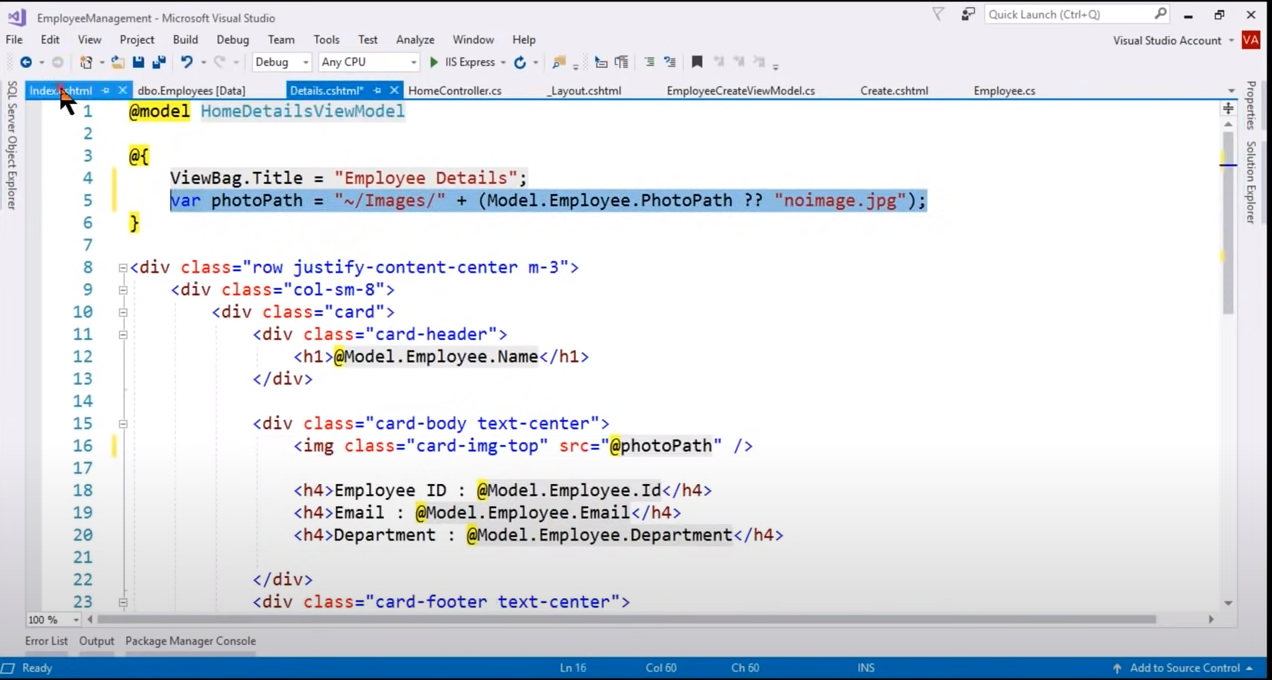 EmployeeManagement - Microsoft Visual Studio
Quick Launch (Ctrl+Q)
File Edit View Project Build Debug Team Tools Test Analyze Window Help
Visual Studio Account VA
Debug Any CPU IIS Express
dbo.Employees [Data] Details.cshtml* HomeController.cs _Layout.cshtml EmployeeCreateViewModel.cs Create.cshtml Employee.cs
SQL Server Object Explorer
Properties
Solution Explorer
1 @model HomeDetailsViewModel
2
3 @{
4 ViewBag.Title = "Employee Details";
5 var photoPath = "~/Images/" + (Model.Employee.PhotoPath ?? "noimage.jpg");
6 }
7
8 <div class="row justify-content-center m-3">
9 <div class="col-sm-8">
10 <div class="card">
11 <div class="card-header">
12 <h1>@Model.Employee.Name</h1>
13 </div>
14
15 <div class="card-body text-center">
16 <img class="card-img-top" src="@photoPath" />
17
18 <h4>Employee ID : @Model.Employee.Id</h4>
19 <h4>Email : @Model.Employee.Email</h4>
20 <h4>Department : @Model.Employee.Department</h4>
21
22 </div>
23 <div class="card-footer text-center">
100 %
Error List Output Package Manager Console
Ready Ln 16 Col 60 Ch 60 INS Add to Source Control